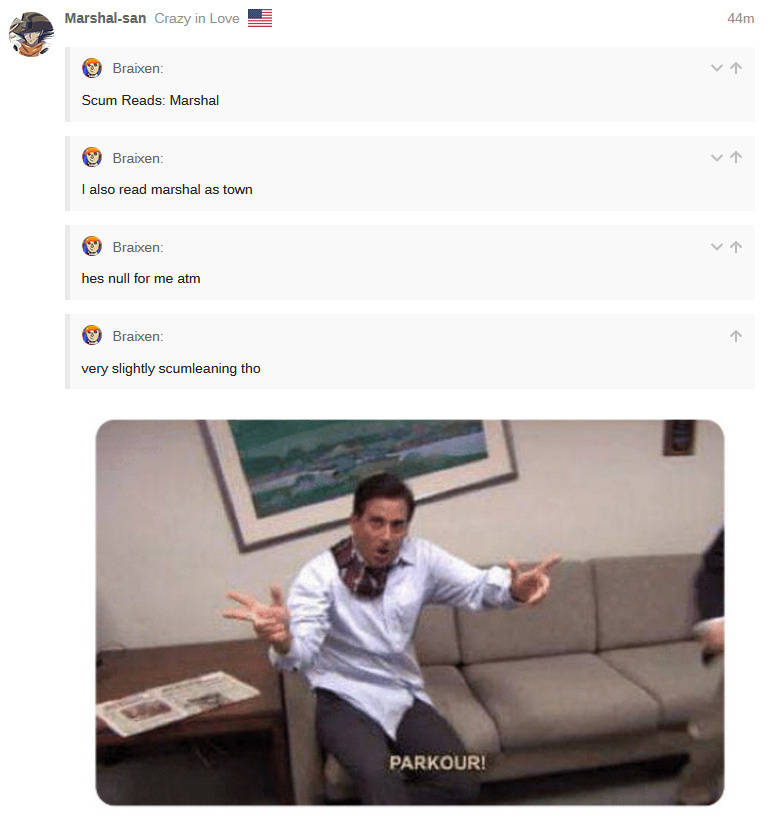 Marshal-san Crazy in Love 44m
Braixen:
Scum Reads: Marshal
Braixen:
I also read marshal as town
Braixen:
hes null for me atm
Braixen:
very slightly scumleaning tho
PARKOUR!